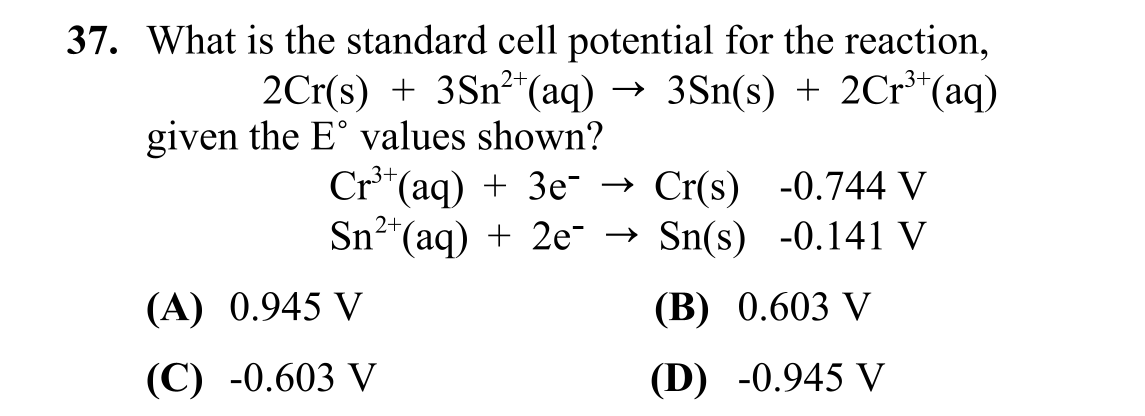 37. What is the standard cell potential for the reaction,
2Cr(s) + 3Sn²⁺(aq) → 3Sn(s) + 2Cr³⁺(aq)
given the E° values shown?
Cr³⁺(aq) + 3e⁻ → Cr(s) -0.744 V
Sn²⁺(aq) + 2e⁻ → Sn(s) -0.141 V
(A) 0.945 V (B) 0.603 V
(C) -0.603 V (D) -0.945 V